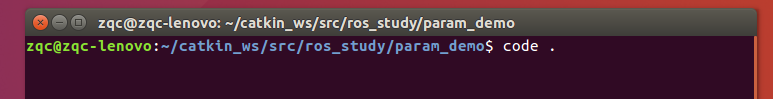 zqc@zqc-lenovo: ~/catkin_ws/src/ros_study/param_demo
zqc@zqc-lenovo:~/catkin_ws/src/ros_study/param_demo$ code .